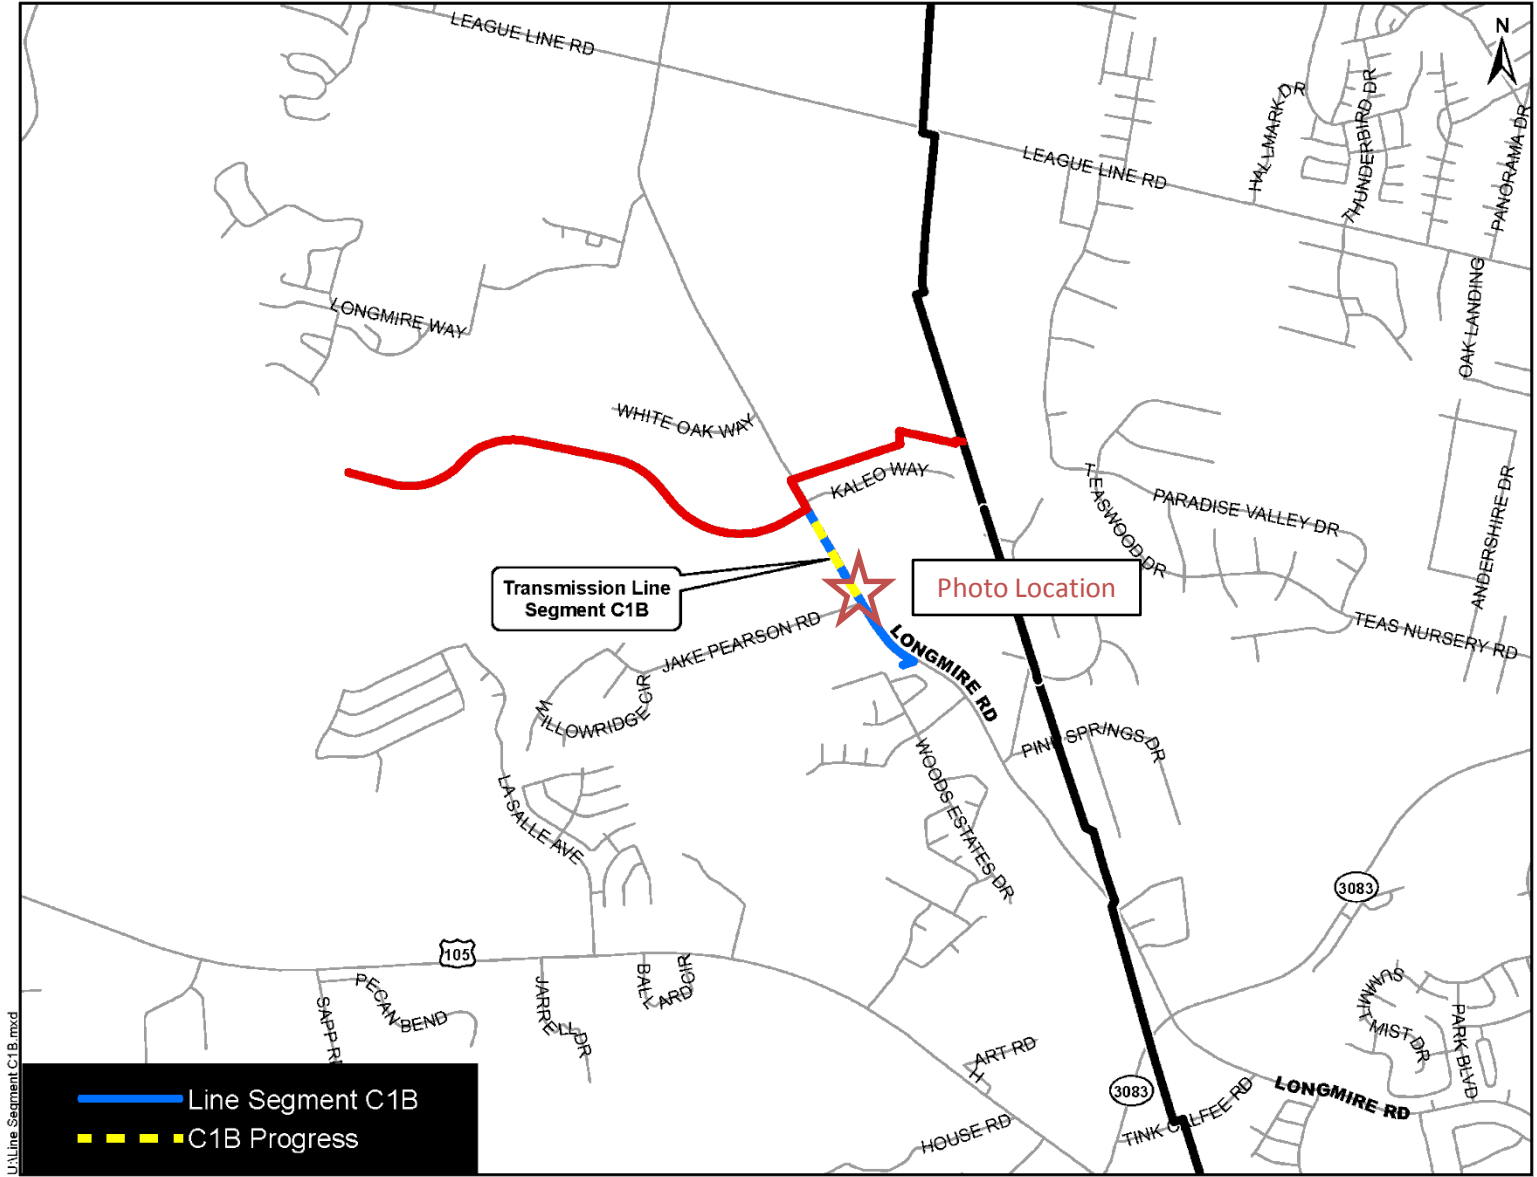 LEAGUE LINE RD
N
HALLMARK DR
THUNDERBIRD DR
PANORAMA DR
LEAGUE LINE RD
OAK LANDING
LONGMIRE WAY
WHITE OAK WAY
KALEO WAY
TEASWOOD DR
PARADISE VALLEY DR
ANDERSHIRE DR
Transmission Line
Segment C1B
Photo Location
JAKE PEARSON RD
LONGMIRE RD
TEAS NURSERY RD
WILLOWRIDGE CIR
PINE SPRINGS DR
WOODS ESTATES DR
LA SALLE AVE
3083
105
SAPP RD
PECAN BEND
JARRELL DR
BALLARD CIR
SUMMIT MIST DR
PARK BLVD
ART RD
H
3083
LONGMIRE RD
TINK CALFEE RD
HOUSE RD
Line Segment C1B
C1B Progress
U:\Line Segment C1B.mxd